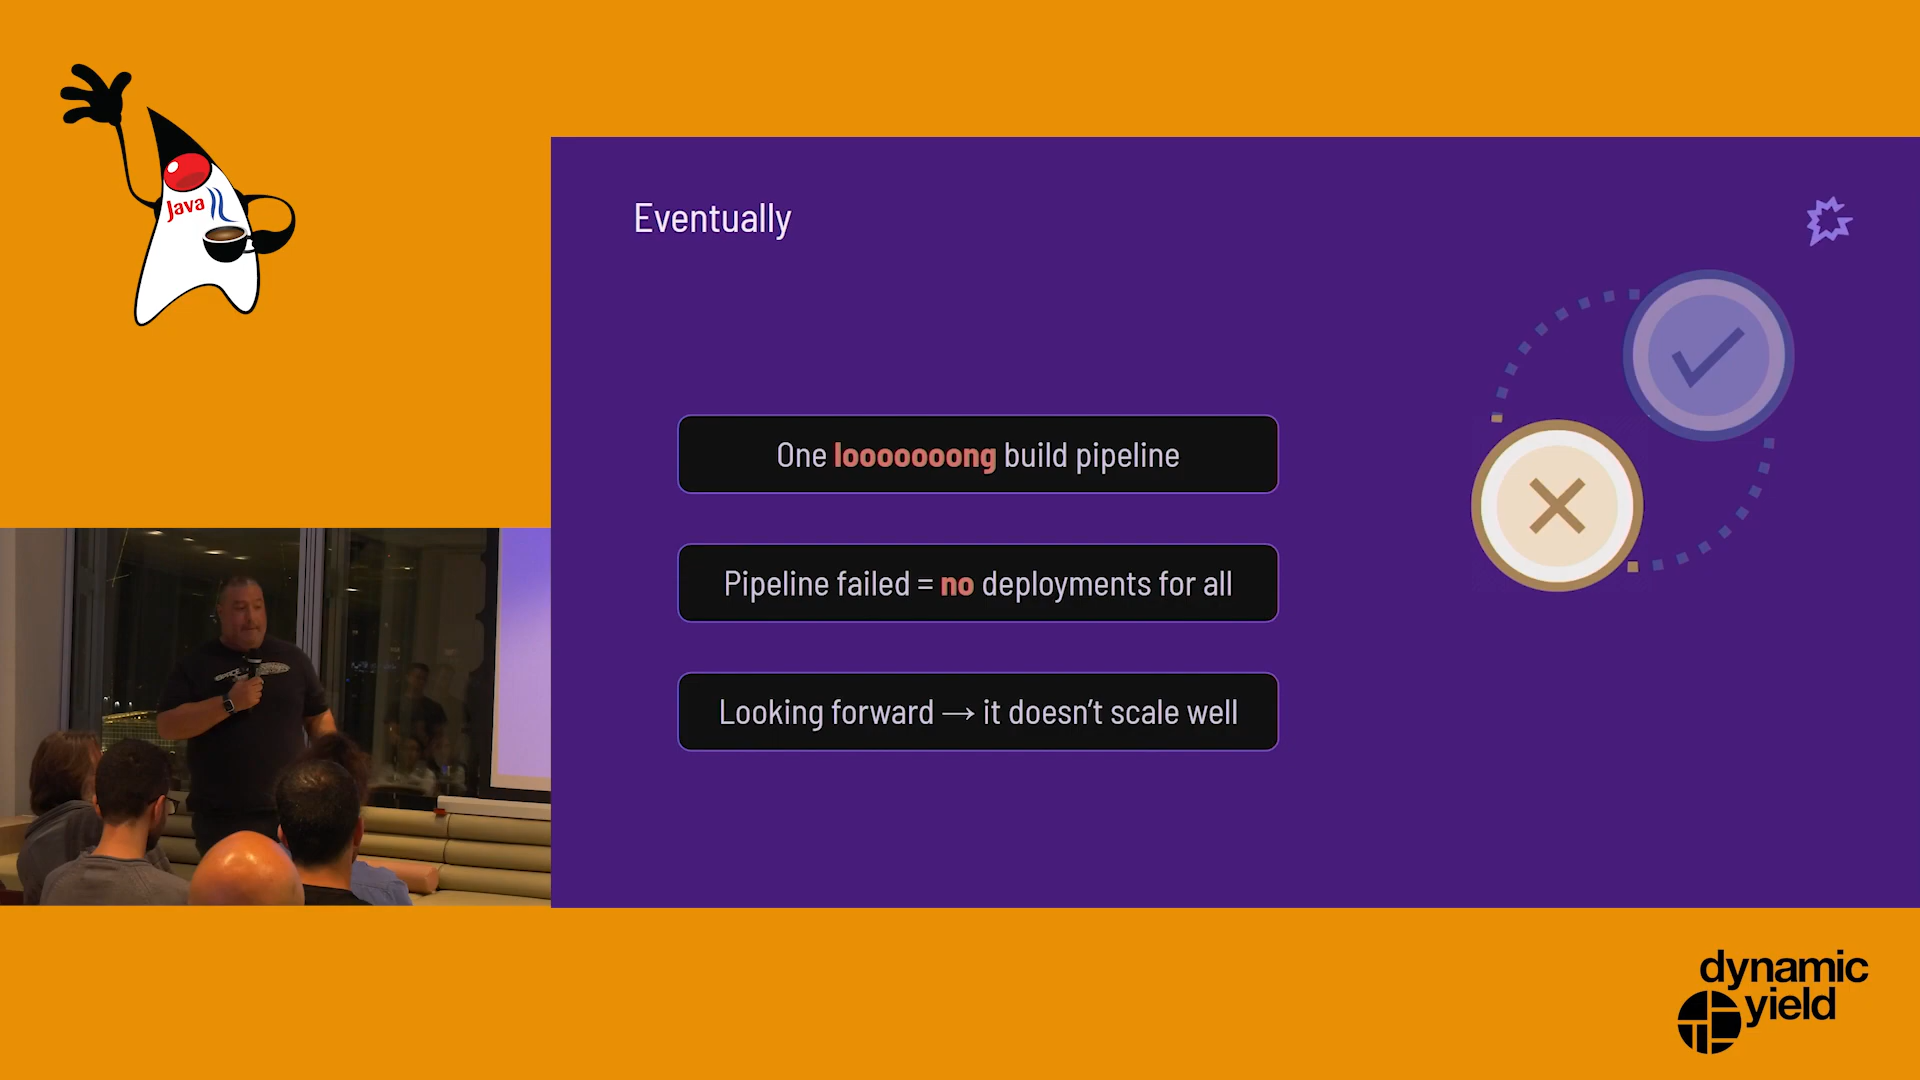 Java
Eventually
One looooooong build pipeline
Pipeline failed = no deployments for all
Looking forward → it doesn’t scale well
dynamic
yield